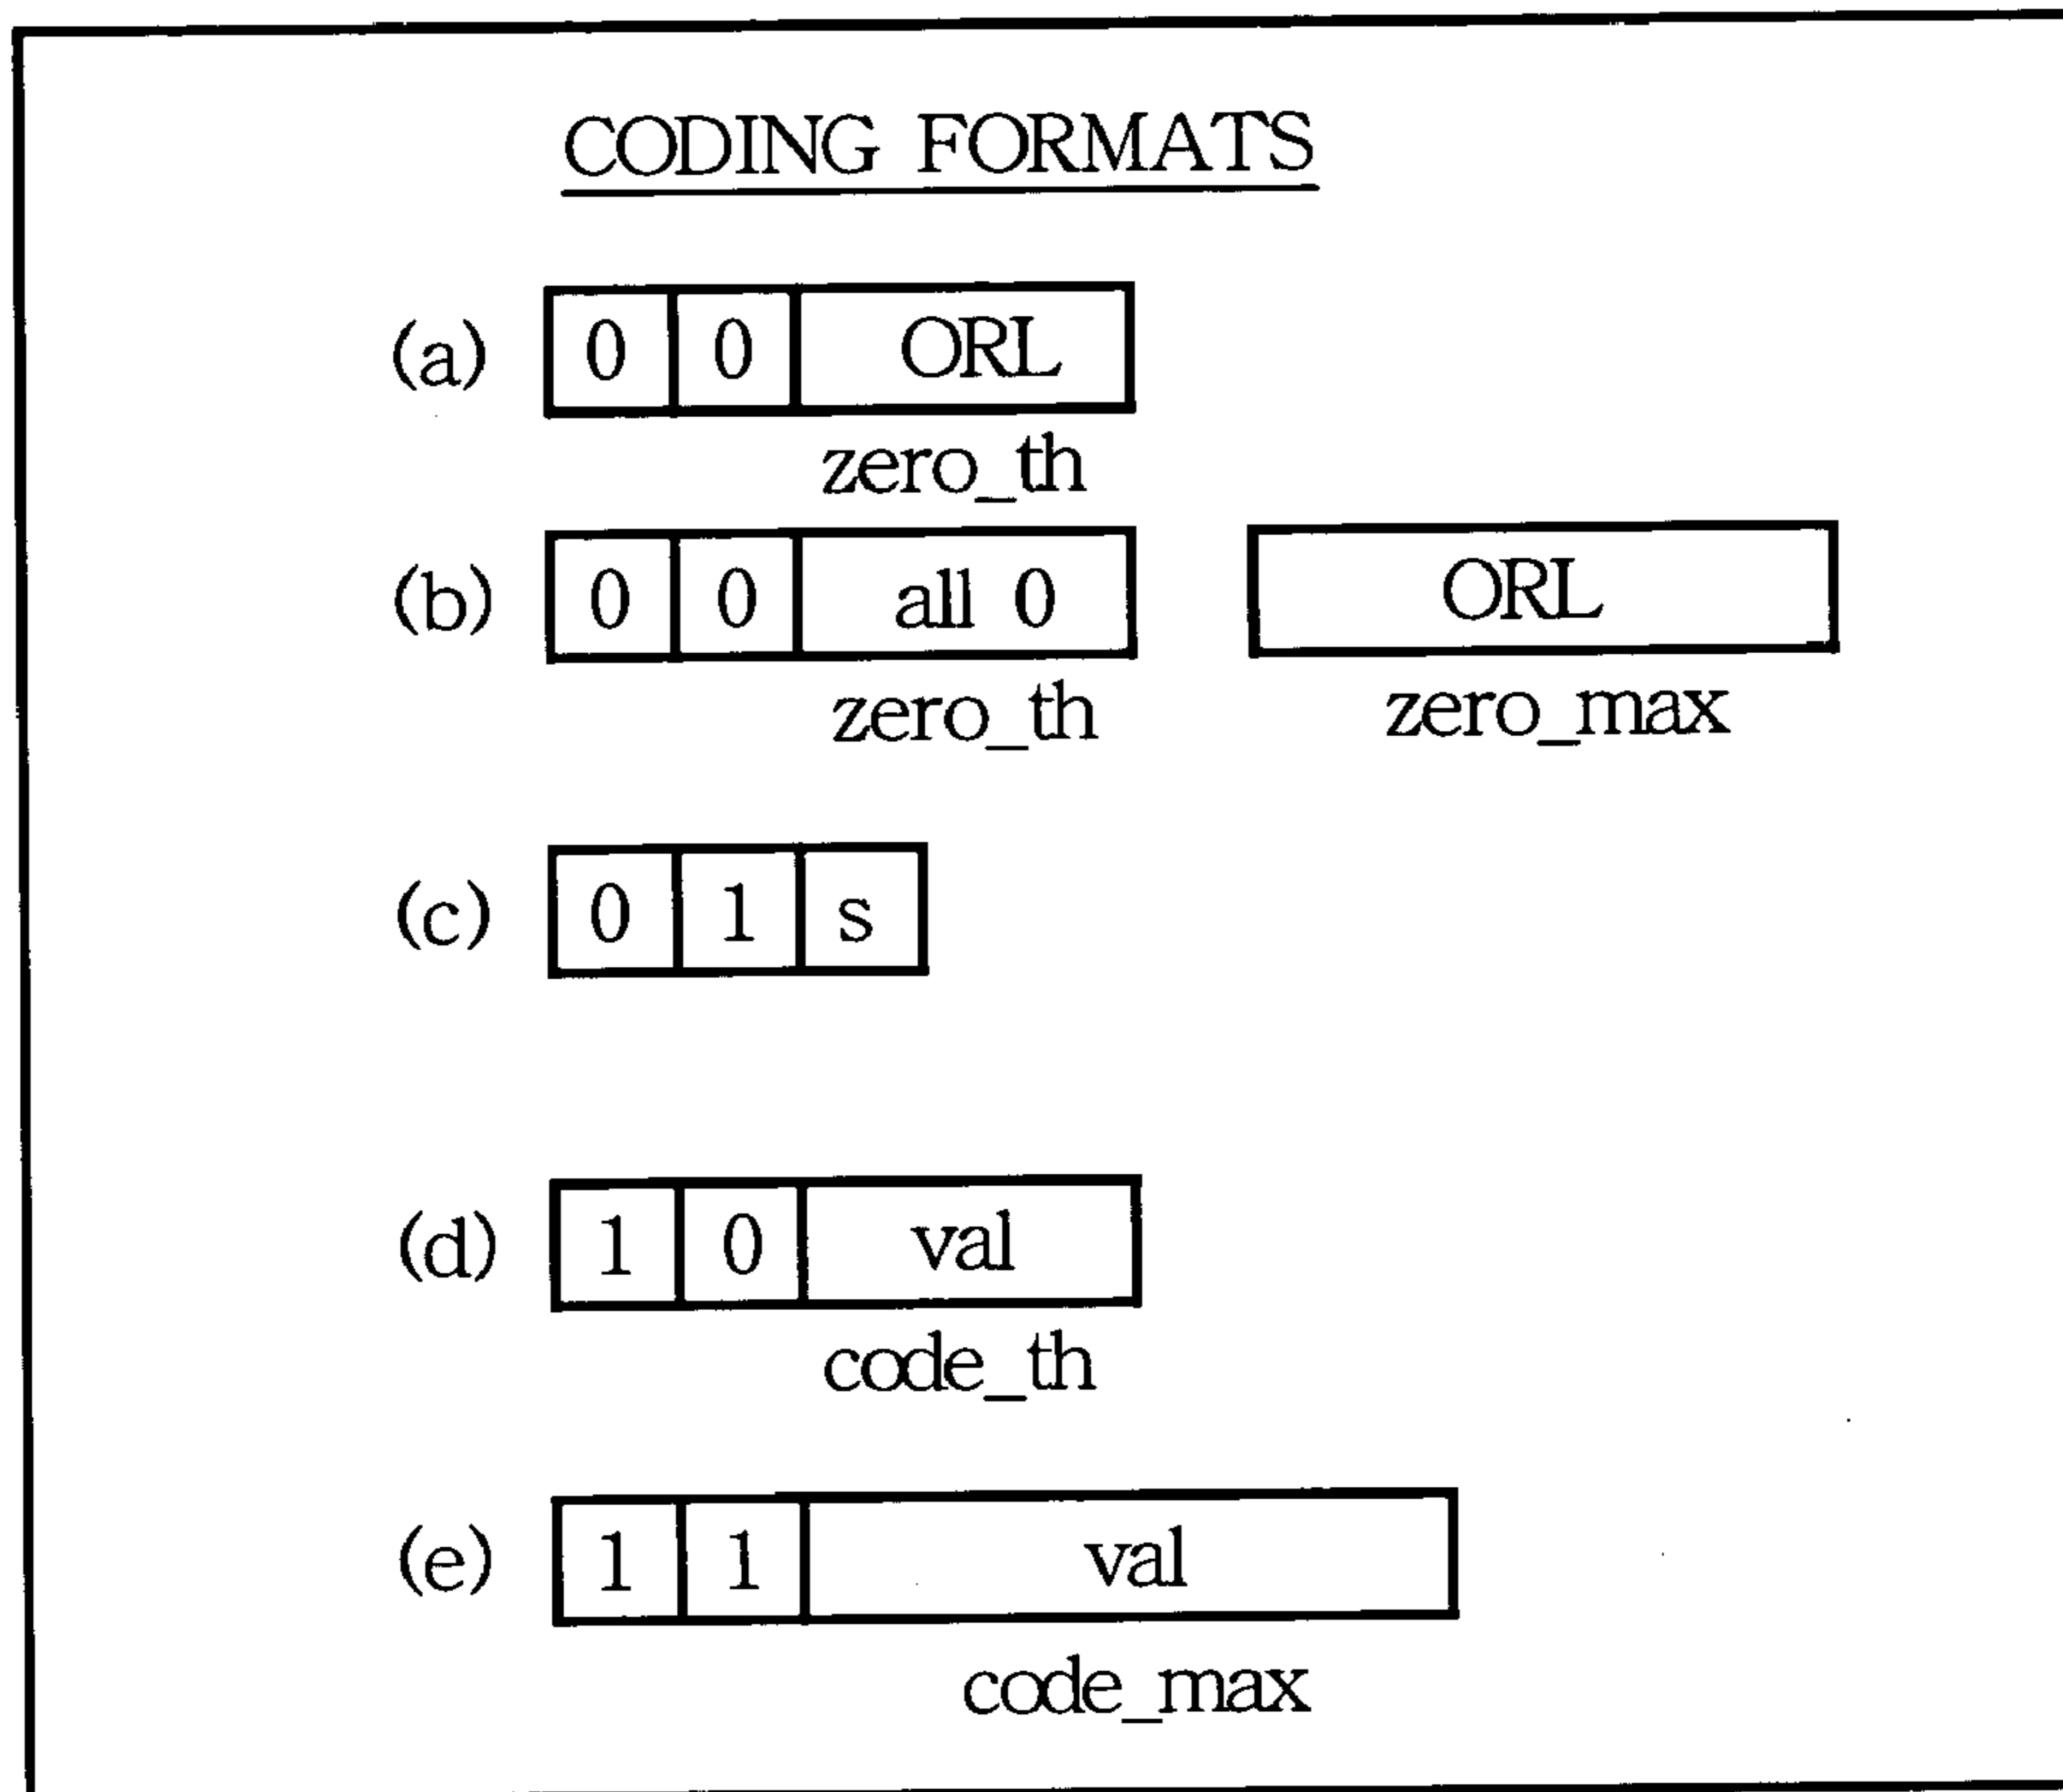 CODING FORMATS
(a) 0 0 ORL
zero_th
(b) 0 0 all 0 ORL
zero_th zero_max
(c) 0 1 s
(d) 1 0 val
code_th
(e) 1 1 val
code_max